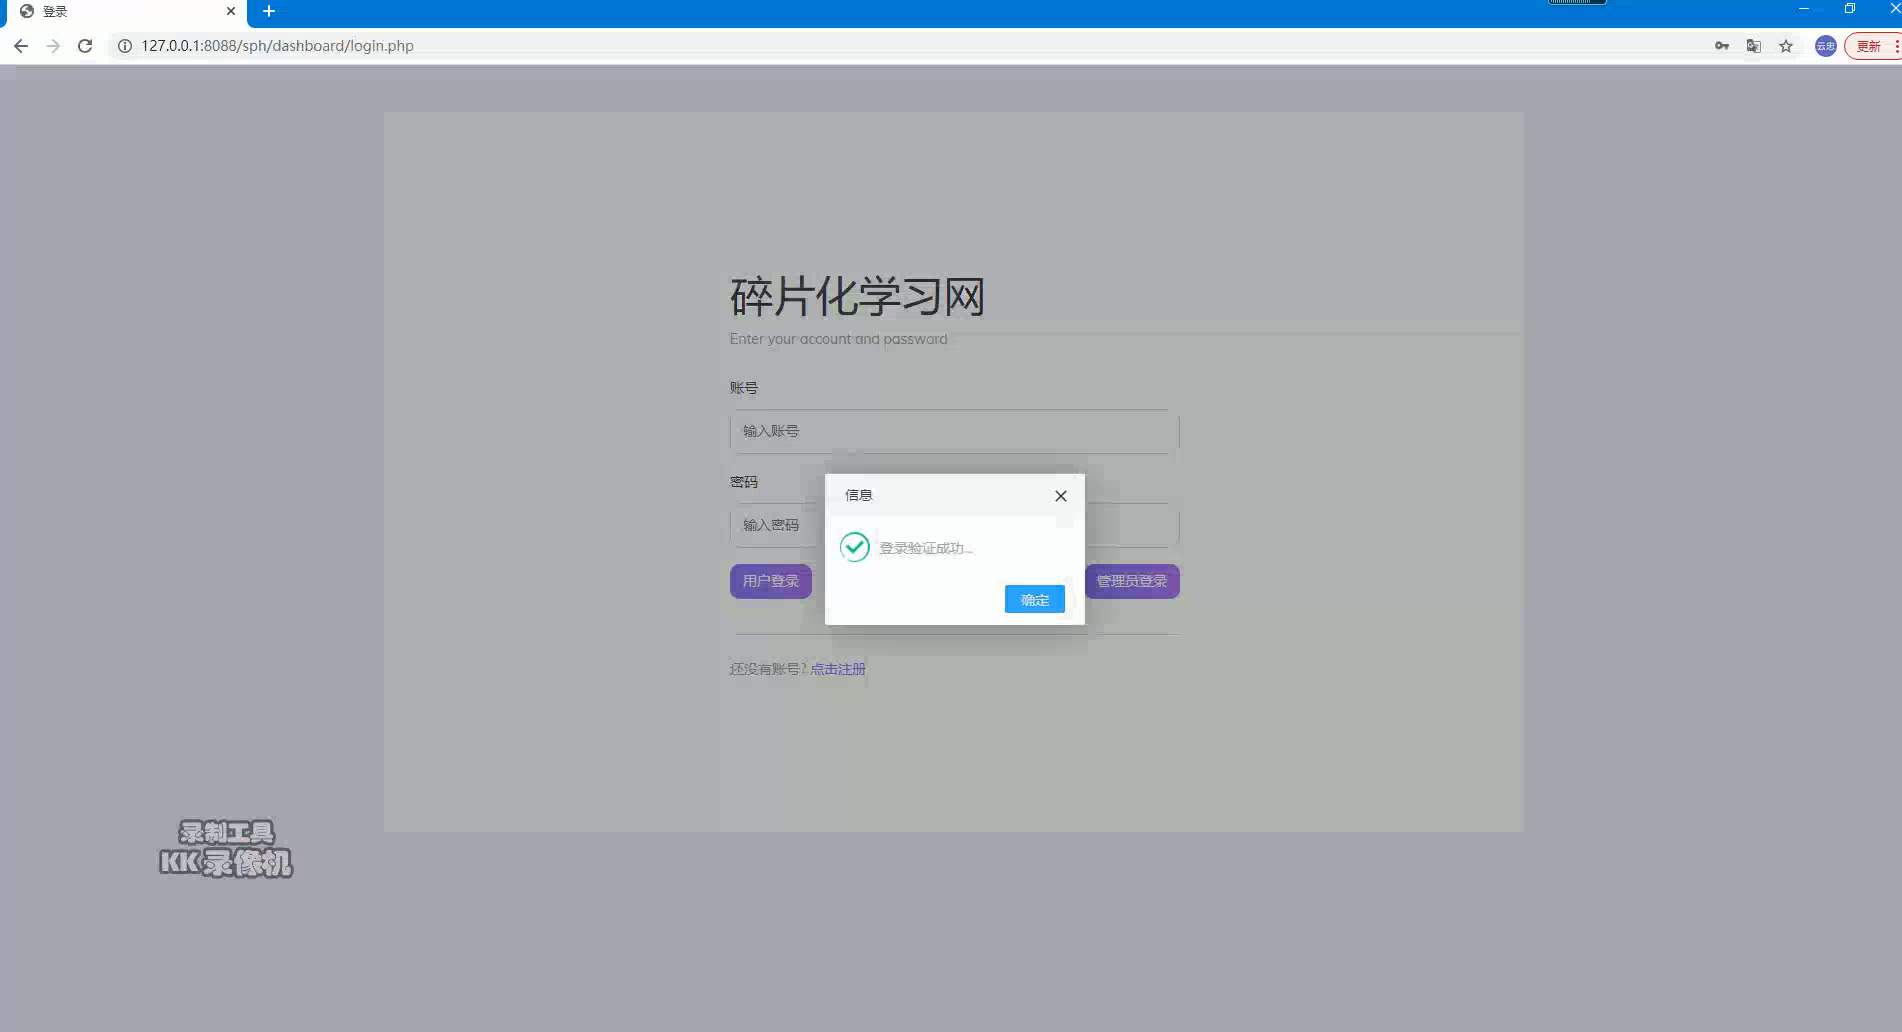 登录
127.0.0.1:8088/sph/dashboard/login.php
云忠
更新
碎片化学习网
Enter your account and password
账号
输入账号
密码
输入密码
信息
登录验证成功...
确定
用户登录
管理员登录
还没有账号? 点击注册
录制工具
KK录像机